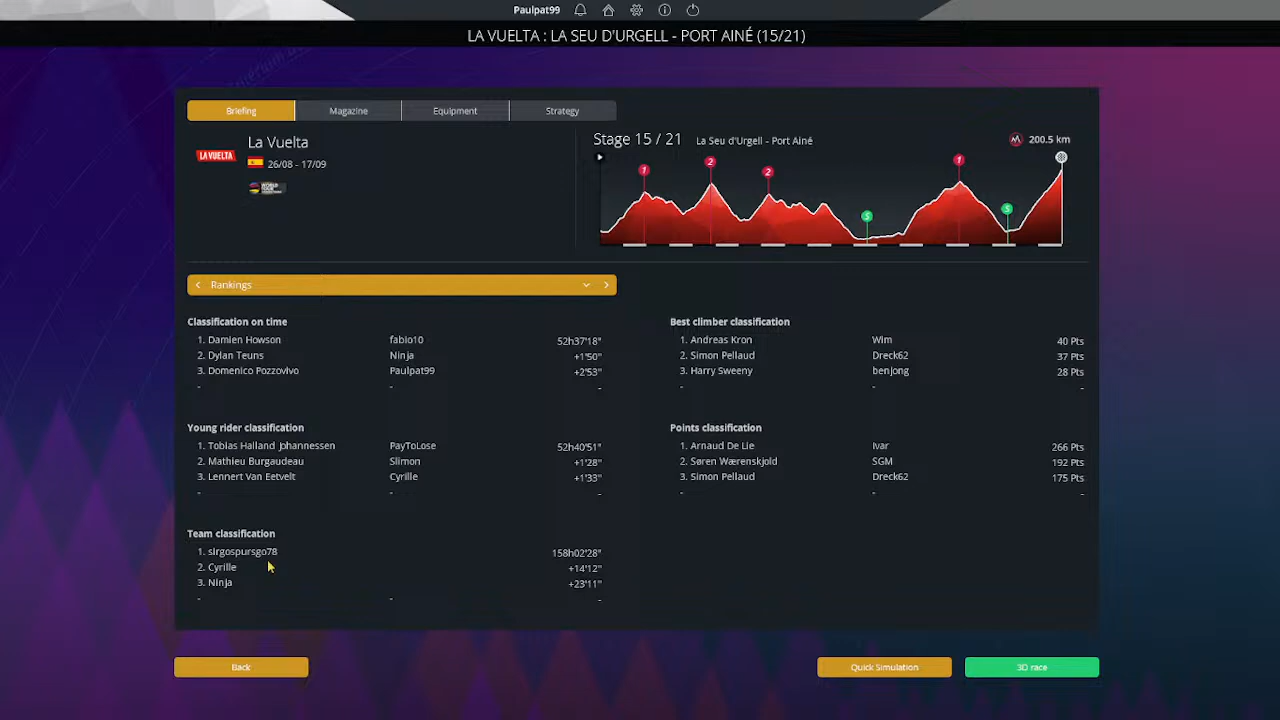 Paulpat99
LA VUELTA : LA SEU D'URGELL - PORT AINÉ (15/21)
Briefing
Magazine
Equipment
Strategy
LA VUELTA
La Vuelta
26/08 - 17/09
Stage 15 / 21
La Seu d'Urgell - Port Ainé
200.5 km
1
2
2
S
1
S
Rankings
Classification on time
1. Damien Howson fabio10 52h37'18"
2. Dylan Teuns Ninja +1'50"
3. Domenico Pozzovivo Paulpat99 +2'53"
- - -
Best climber classification
1. Andreas Kron Wim 40 Pts
2. Simon Pellaud Dreck62 37 Pts
3. Harry Sweeny benjong 28 Pts
- - -
Young rider classification
1. Tobias Halland Johannessen PayToLose 52h40'51"
2. Mathieu Burgaudeau Slimon +1'28"
3. Lennert Van Eetvelt Cyrille +1'33"
- - -
Points classification
1. Arnaud De Lie Ivar 266 Pts
2. Søren Wærenskjold SGM 192 Pts
3. Simon Pellaud Dreck62 175 Pts
- - -
Team classification
1. sirgospursgo78 158h02'28"
2. Cyrille +14'12"
3. Ninja +23'11"
- - -
Back
Quick Simulation
3D race